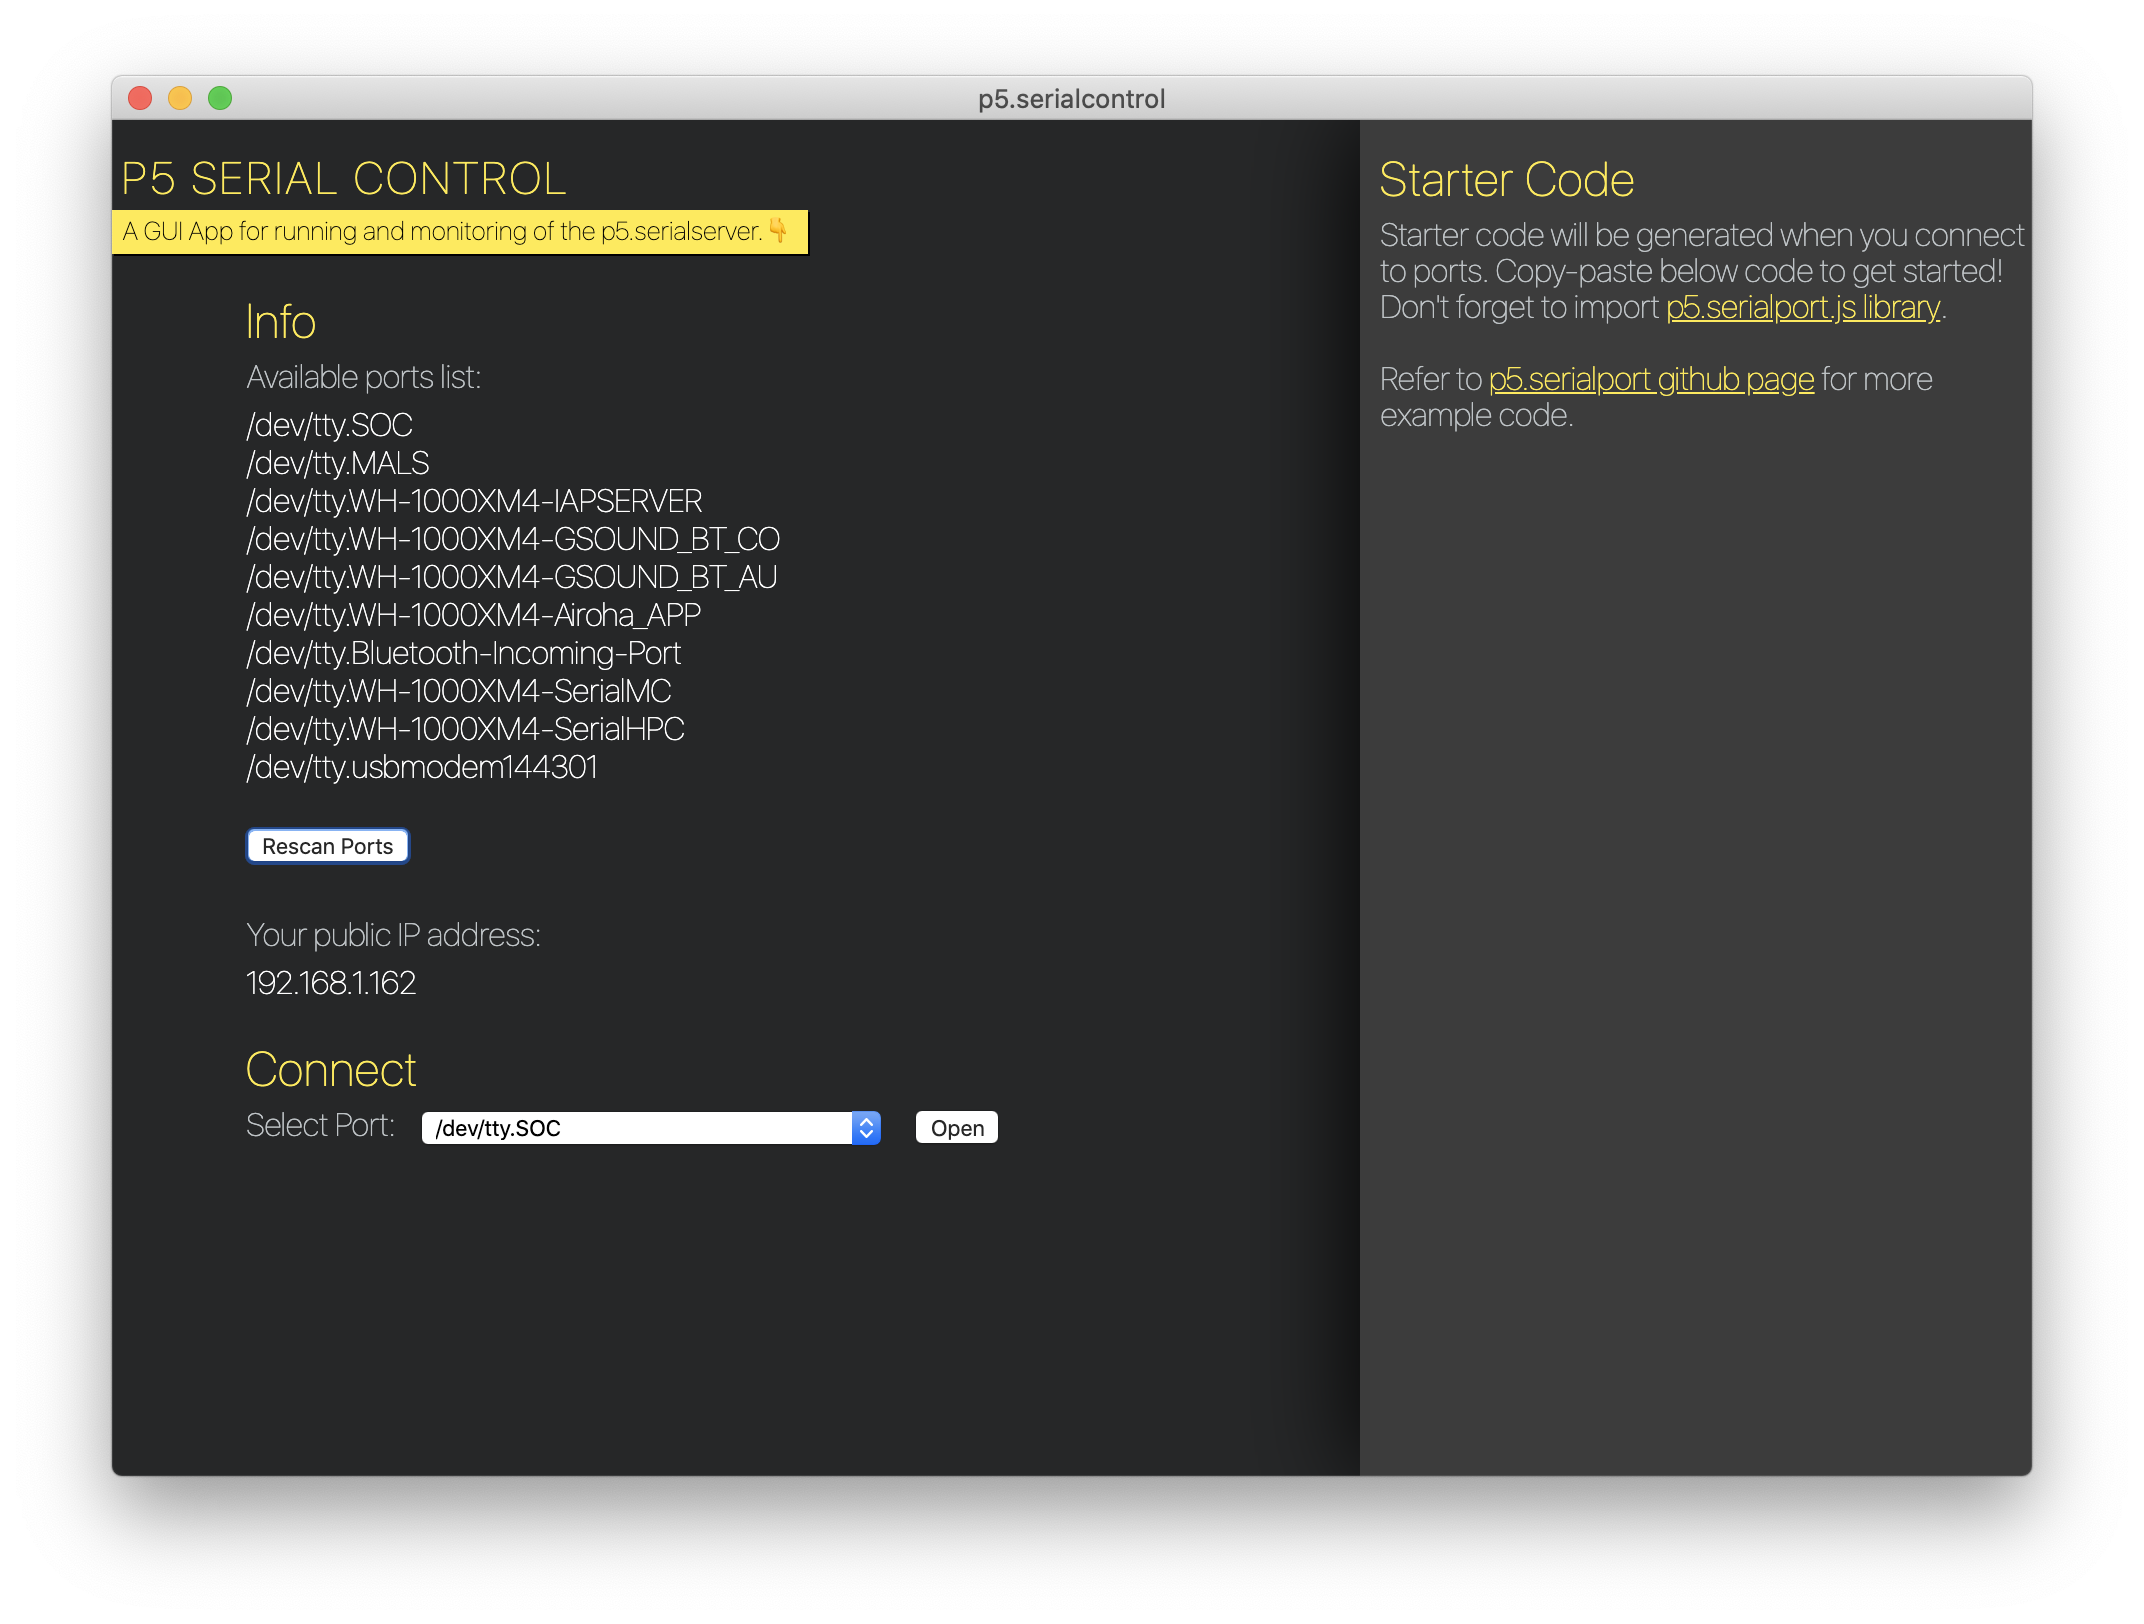 p5.serialcontrol
P5 SERIAL CONTROL
A GUI App for running and monitoring of the p5.serialserver.👇
Info
Available ports list:
/dev/tty.SOC
/dev/tty.MALS
/dev/tty.WH-1000XM4-IAPSERVER
/dev/tty.WH-1000XM4-GSOUND_BT_CO
/dev/tty.WH-1000XM4-GSOUND_BT_AU
/dev/tty.WH-1000XM4-Airoha_APP
/dev/tty.Bluetooth-Incoming-Port
/dev/tty.WH-1000XM4-SerialMC
/dev/tty.WH-1000XM4-SerialHPC
/dev/tty.usbmodem144301
Rescan Ports
Your public IP address:
192.168.1.162
Connect
Select Port: /dev/tty.SOC Open
Starter Code
Starter code will be generated when you connect
to ports. Copy-paste below code to get started!
Don't forget to import p5.serialport.js library.
Refer to p5.serialport github page for more
example code.